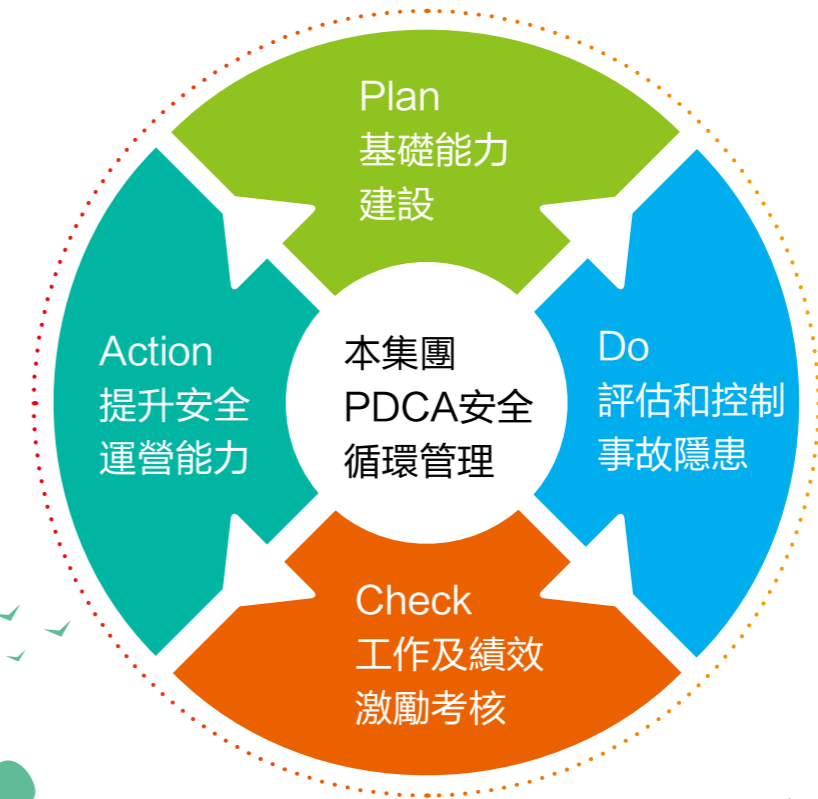 Plan
基礎能力
建設
Action
提升安全
運營能力
本集團
PDCA安全
循環管理
Do
評估和控制
事故隱患
Check
工作及績效
激勵考核